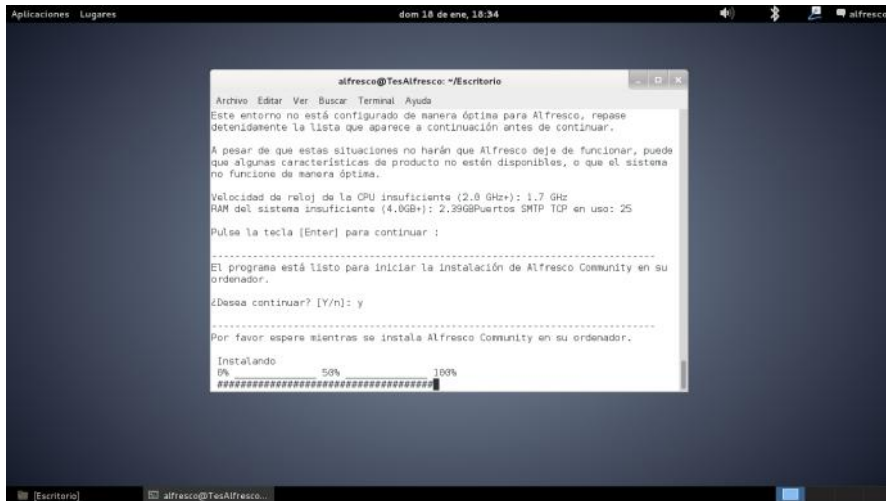 Aplicaciones Lugares dom 18 de ene, 18:34 alfresco
alfresco@TesAlfresco: ~/Escritorio
Archivo Editar Ver Buscar Terminal Ayuda
Este entorno no está configurado de manera óptima para Alfresco, repase
detenidamente la lista que aparece a continuación antes de continuar.
A pesar de que estas situaciones no harán que Alfresco deje de funcionar, puede
que algunas características de producto no estén disponibles, o que el sistema
no funcione de manera óptima.
Velocidad de reloj de la CPU insuficiente (2.0 GHz+): 1.7 GHz
RAM del sistema insuficiente (4.0GB+): 2.39GBPuertos SMTP TCP en uso: 25
Pulse la tecla [Enter] para continuar :
----------------------------------------------------------------------------
El programa está listo para iniciar la instalación de Alfresco Community en su
ordenador.
¿Desea continuar? [Y/n]: y
----------------------------------------------------------------------------
Por favor espere mientras se instala Alfresco Community en su ordenador.
Instalando
0% ______________ 50% ______________ 100%
#####################################
[Escritorio] alfresco@TesAlfresco...